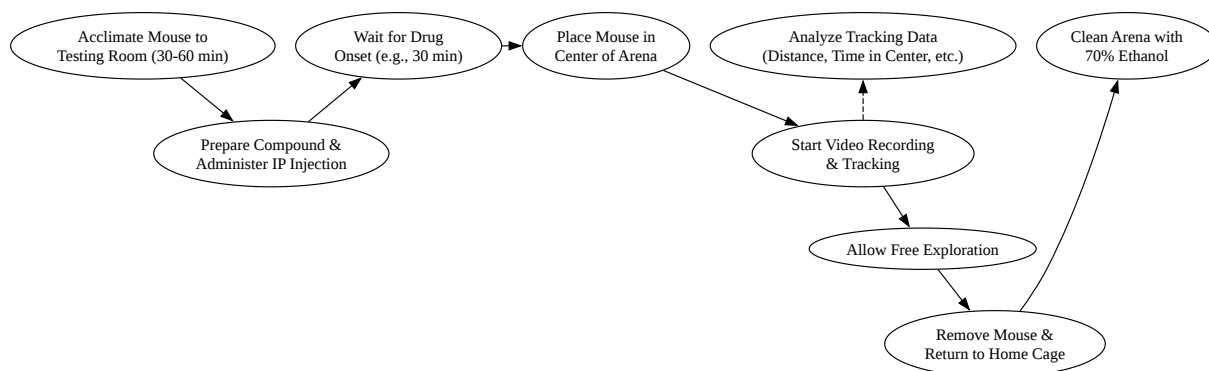 Acclimate Mouse to
Testing Room (30-60 min)
Wait for Drug
Onset (e.g., 30 min)
Place Mouse in
Center of Arena
Analyze Tracking Data
(Distance, Time in Center, etc.)
Clean Arena with
70% Ethanol
Prepare Compound &
Administer IP Injection
Start Video Recording
& Tracking
Allow Free Exploration
Remove Mouse &
Return to Home Cage